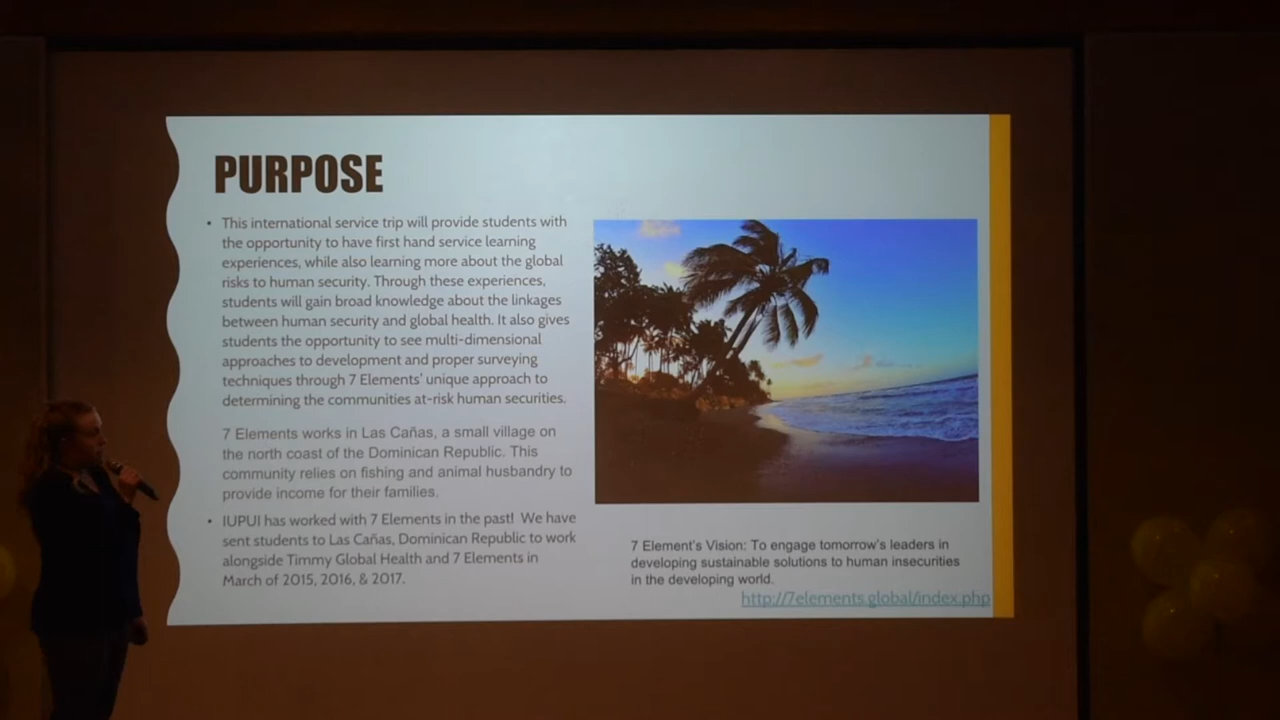 PURPOSE
• This international service trip will provide students with
the opportunity to have first hand service learning
experiences, while also learning more about the global
risks to human security. Through these experiences,
students will gain broad knowledge about the linkages
between human security and global health. It also gives
students the opportunity to see multi-dimensional
approaches to development and proper surveying
techniques through 7 Elements' unique approach to
determining the communities at-risk human securities.
7 Elements works in Las Cañas, a small village on
the north coast of the Dominican Republic. This
community relies on fishing and animal husbandry to
provide income for their families.
• IUPUI has worked with 7 Elements in the past! We have
sent students to Las Cañas, Dominican Republic to work
alongside Timmy Global Health and 7 Elements in
March of 2015, 2016, & 2017.
7 Element's Vision: To engage tomorrow's leaders in
developing sustainable solutions to human insecurities
in the developing world.
http://7elements.global/index.php